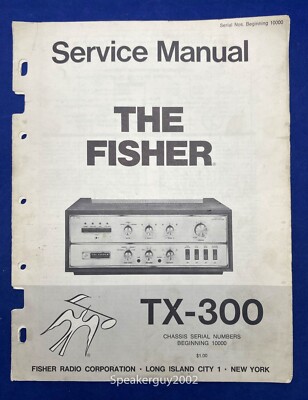 Serial Nos. Beginning 10000
Service Manual
THE
FISHER®
TX-300
CHASSIS SERIAL NUMBERS
BEGINNING 10000
$1.00
®
FISHER RADIO CORPORATION · LONG ISLAND CITY 1 · NEW YORK
Speakerguy2002